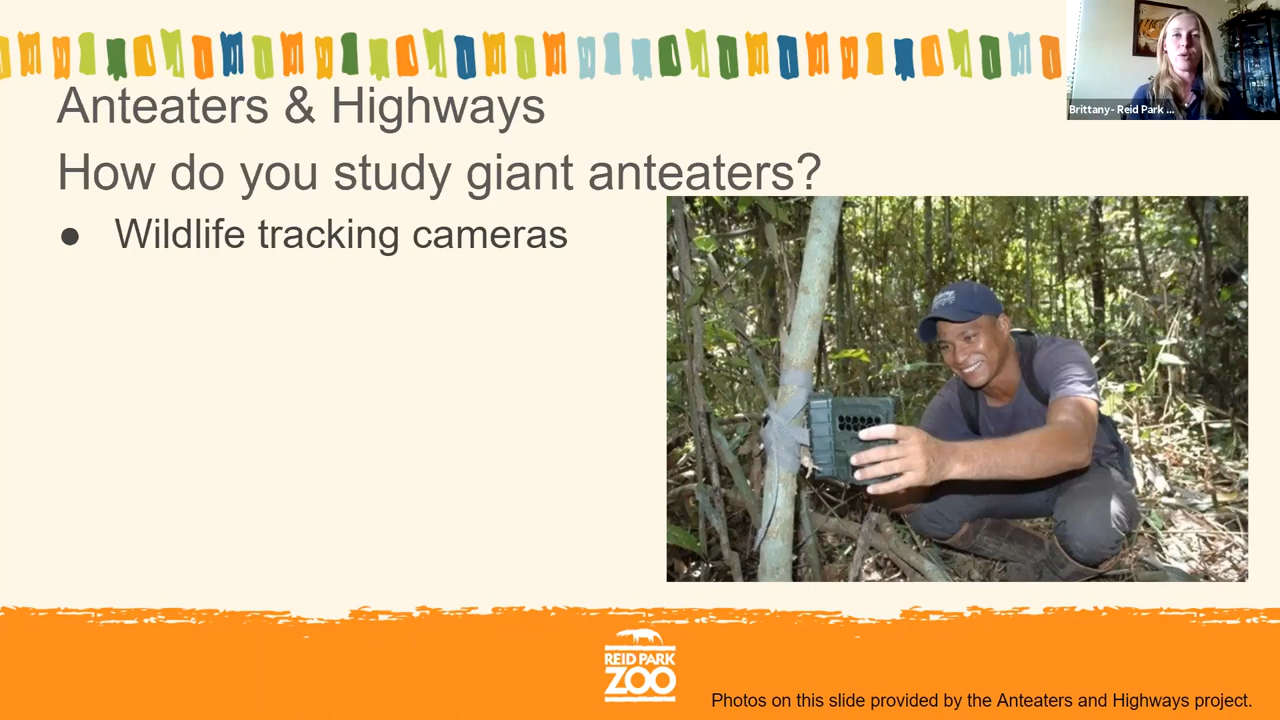 Anteaters & Highways
Brittany- Reid Park ...
How do you study giant anteaters?
● Wildlife tracking cameras
REID PARK
ZOO
Photos on this slide provided by the Anteaters and Highways project.